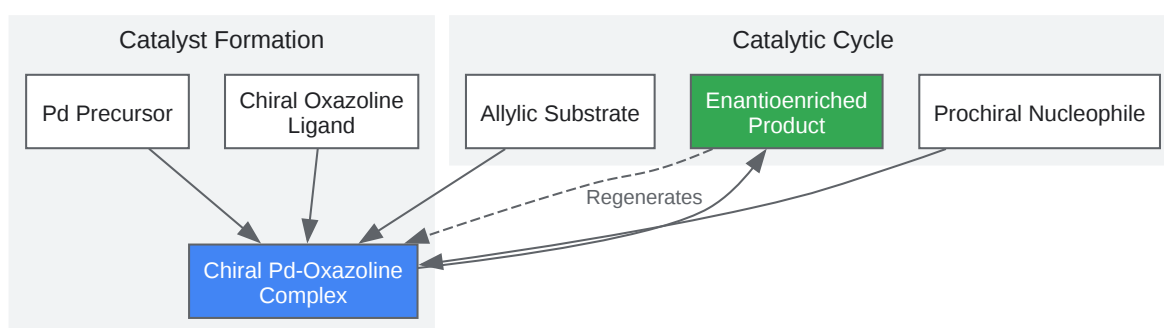 Catalyst Formation
Catalytic Cycle
Pd Precursor
Chiral Oxazoline
Ligand
Allylic Substrate
Enantioenriched
Product
Prochiral Nucleophile
Regenerates
Chiral Pd-Oxazoline
Complex